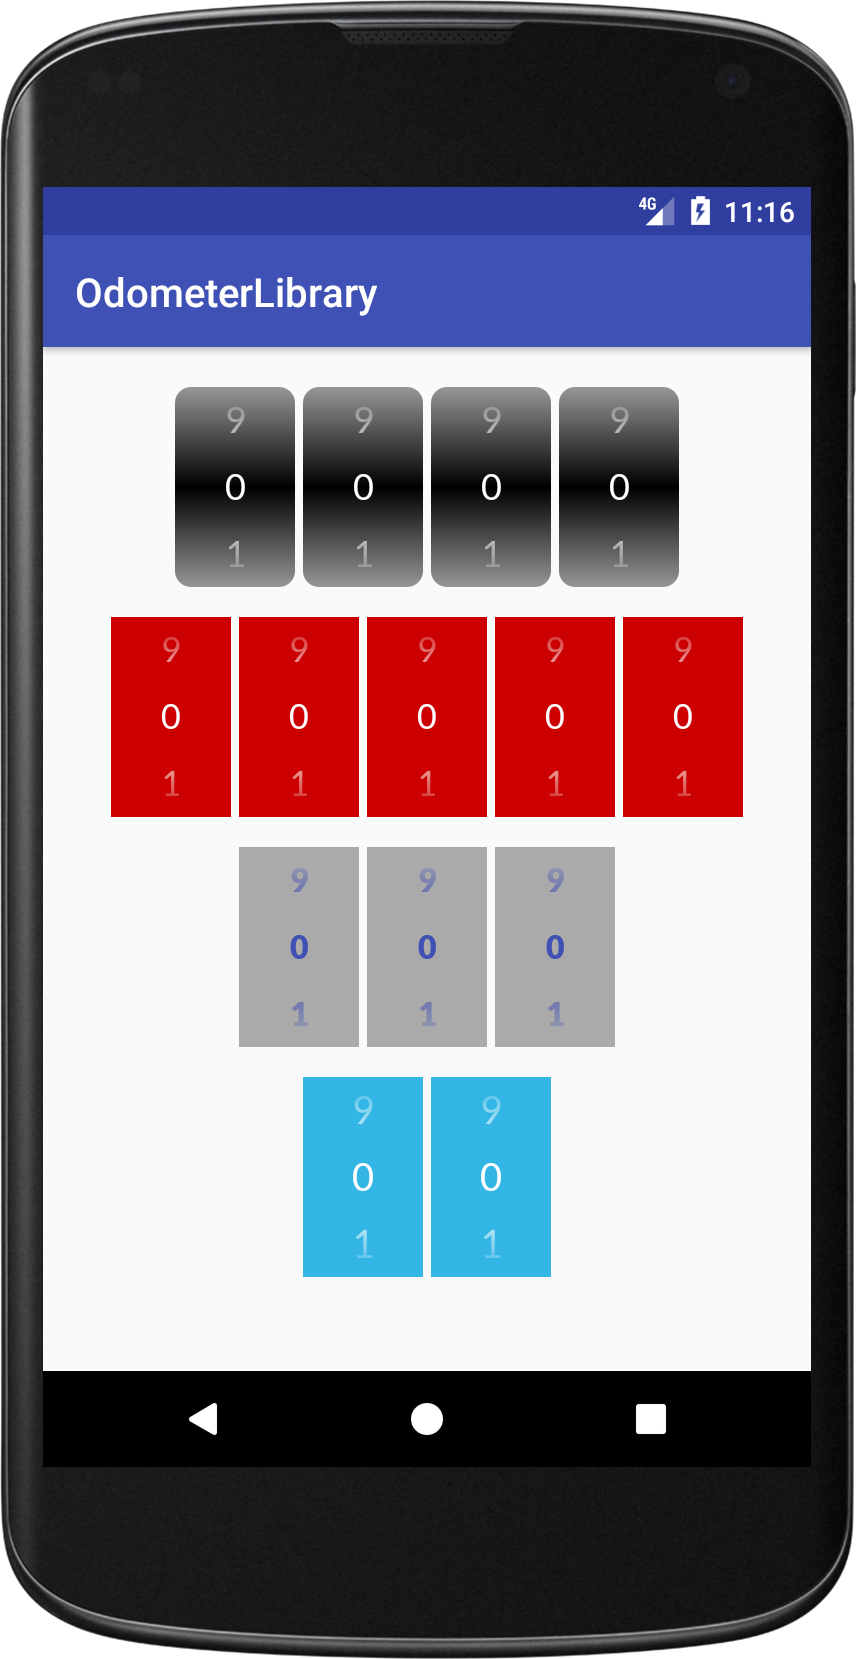 4G 11:16
OdometerLibrary
9 9 9 9
0 0 0 0
1 1 1 1
9 9 9 9 9
0 0 0 0 0
1 1 1 1 1
9 9 9
0 0 0
1 1 1
9 9
0 0
1 1